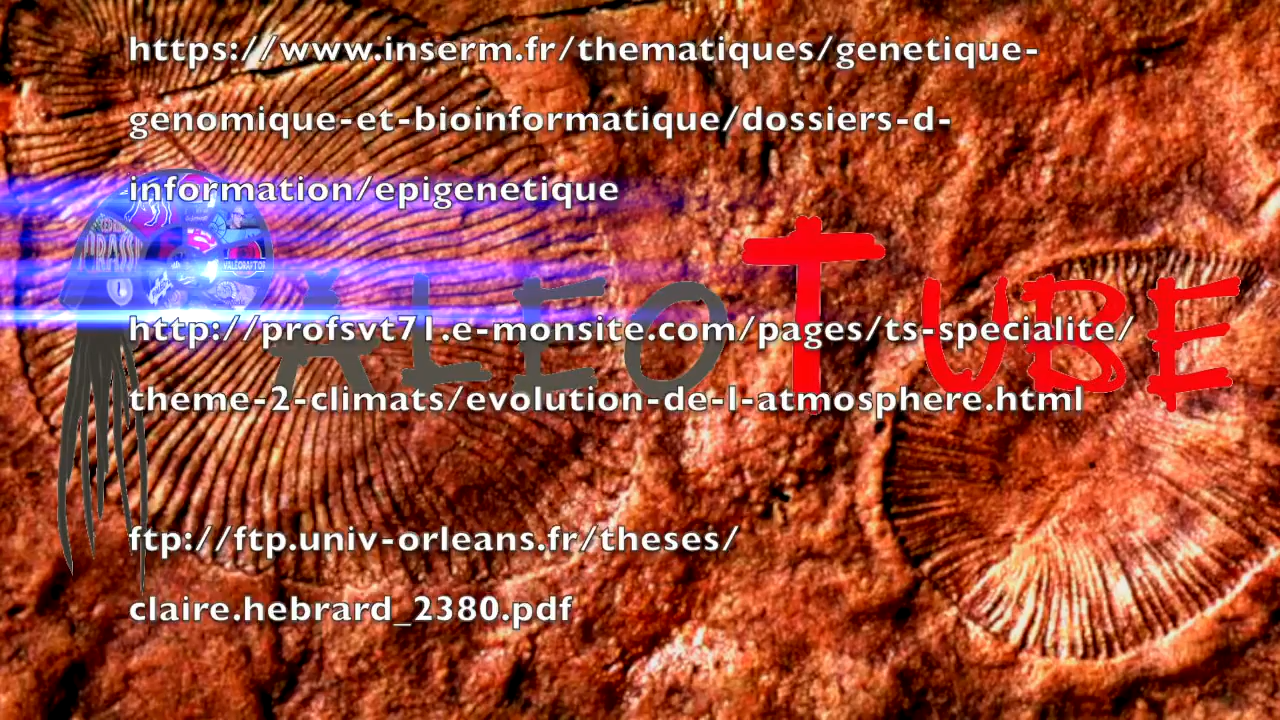 https://www.inserm.fr/thematiques/genetique-
genomique-et-bioinformatique/dossiers-d-
information/epigenetique
PALEOTUBE
http://profsvt71.e-monsite.com/pages/ts-specialite/
theme-2-climats/evolution-de-l-atmosphere.html
ftp://ftp.univ-orleans.fr/theses/
claire.hebrard_2380.pdf